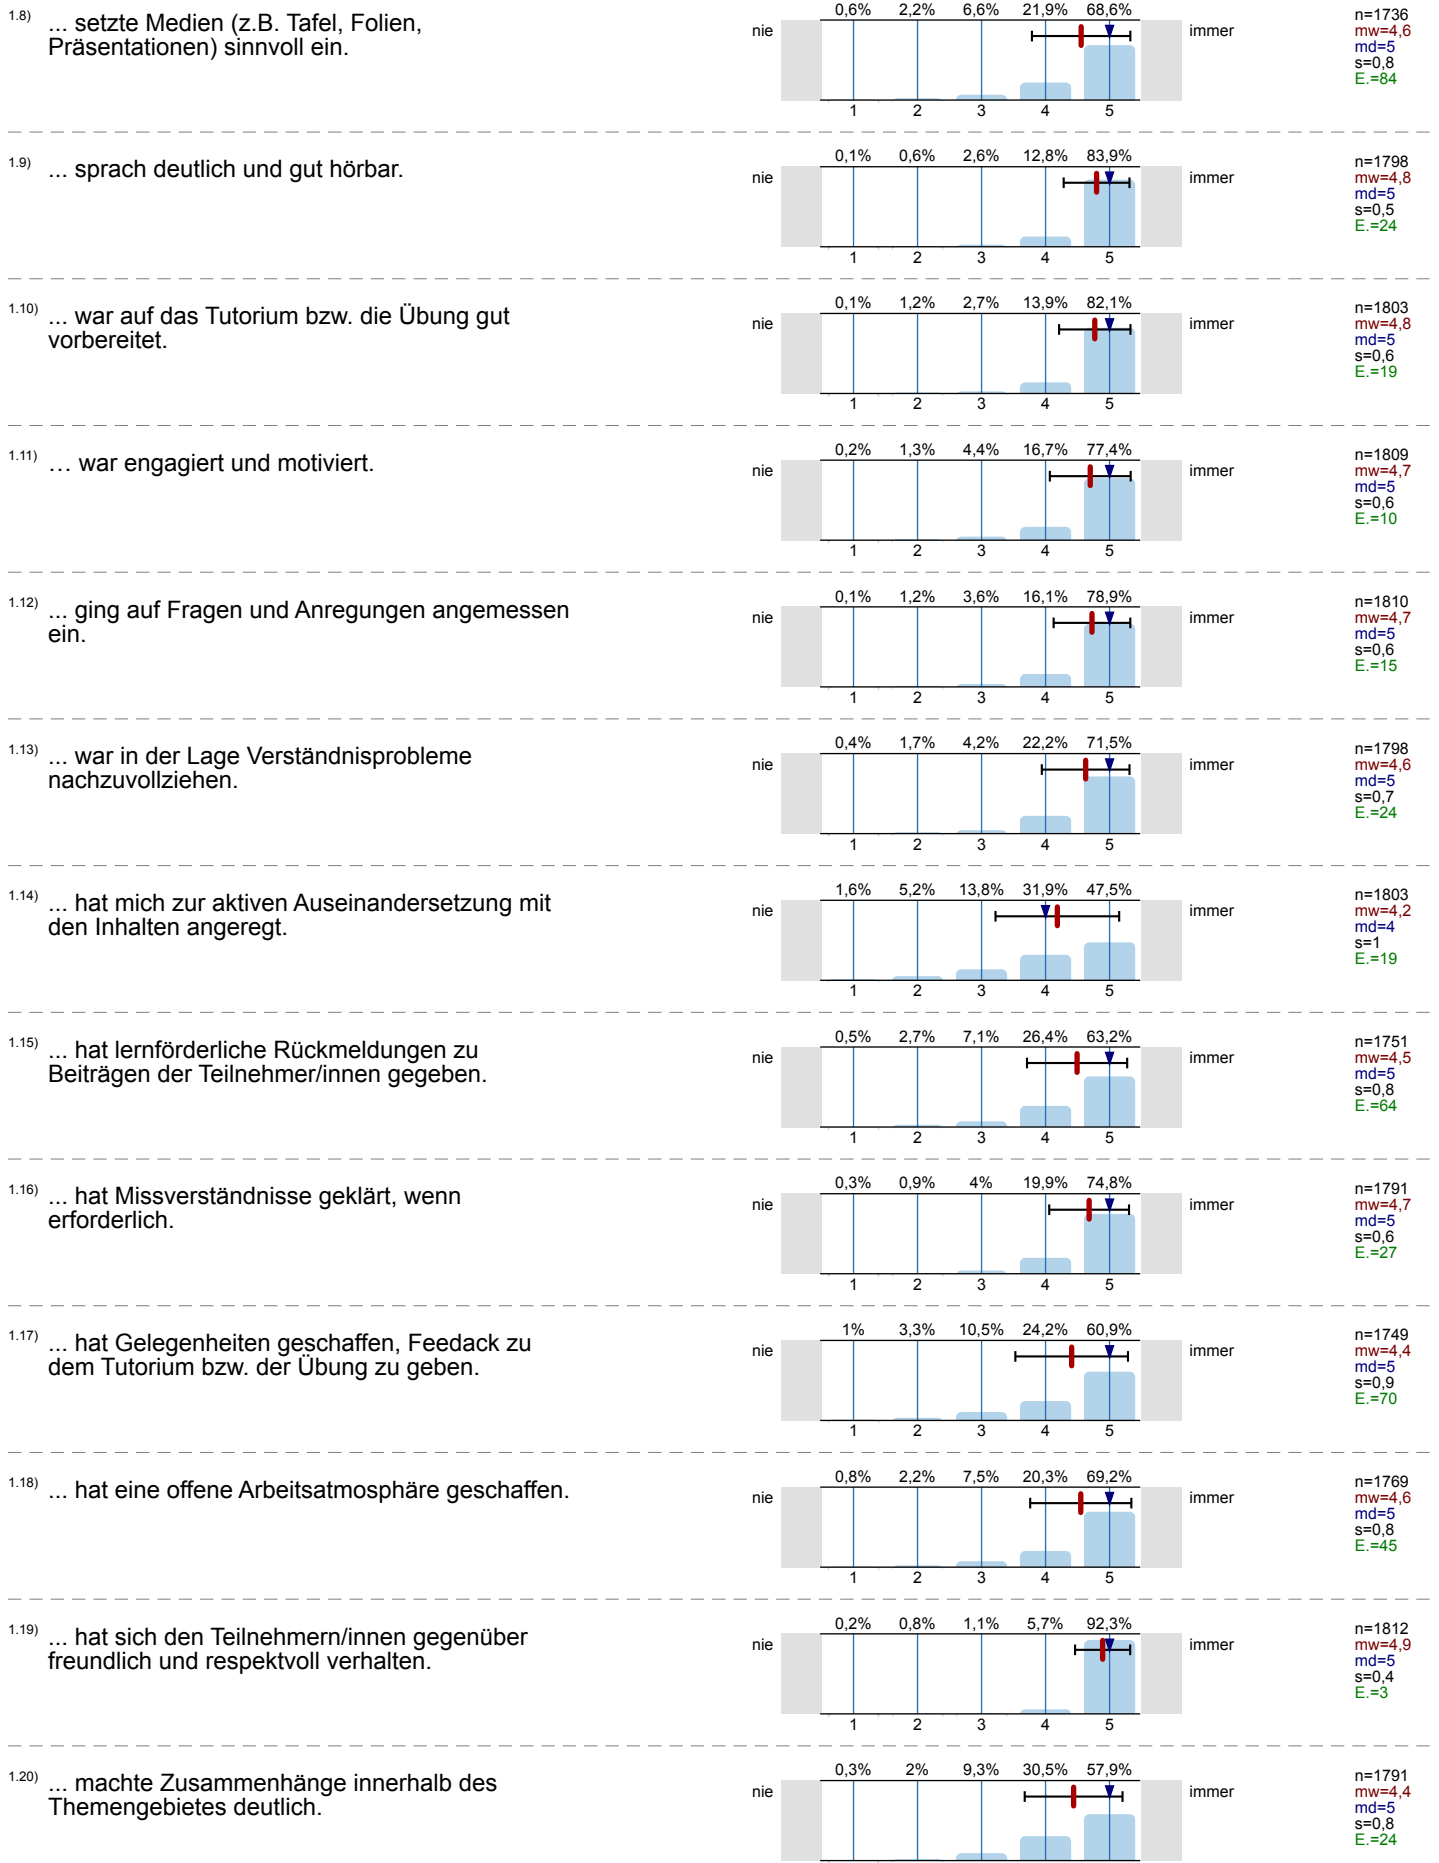 1.8) ... setzte Medien (z.B. Tafel, Folien,
Präsentationen) sinnvoll ein.
0,6% 2,2% 6,6% 21,9% 68,6%
nie immer
1 2 3 4 5
n=1736
mw=4,6
md=5
s=0,8
E.=84
1.9) ... sprach deutlich und gut hörbar.
0,1% 0,6% 2,6% 12,8% 83,9%
nie immer
1 2 3 4 5
n=1798
mw=4,8
md=5
s=0,5
E.=24
1.10) ... war auf das Tutorium bzw. die Übung gut
vorbereitet.
0,1% 1,2% 2,7% 13,9% 82,1%
nie immer
1 2 3 4 5
n=1803
mw=4,8
md=5
s=0,6
E.=19
1.11) … war engagiert und motiviert.
0,2% 1,3% 4,4% 16,7% 77,4%
nie immer
1 2 3 4 5
n=1809
mw=4,7
md=5
s=0,6
E.=10
1.12) ... ging auf Fragen und Anregungen angemessen
ein.
0,1% 1,2% 3,6% 16,1% 78,9%
nie immer
1 2 3 4 5
n=1810
mw=4,7
md=5
s=0,6
E.=15
1.13) ... war in der Lage Verständnisprobleme
nachzuvollziehen.
0,4% 1,7% 4,2% 22,2% 71,5%
nie immer
1 2 3 4 5
n=1798
mw=4,6
md=5
s=0,7
E.=24
1.14) ... hat mich zur aktiven Auseinandersetzung mit
den Inhalten angeregt.
1,6% 5,2% 13,8% 31,9% 47,5%
nie immer
1 2 3 4 5
n=1803
mw=4,2
md=4
s=1
E.=19
1.15) ... hat lernförderliche Rückmeldungen zu
Beiträgen der Teilnehmer/innen gegeben.
0,5% 2,7% 7,1% 26,4% 63,2%
nie immer
1 2 3 4 5
n=1751
mw=4,5
md=5
s=0,8
E.=64
1.16) ... hat Missverständnisse geklärt, wenn
erforderlich.
0,3% 0,9% 4% 19,9% 74,8%
nie immer
1 2 3 4 5
n=1791
mw=4,7
md=5
s=0,6
E.=27
1.17) ... hat Gelegenheiten geschaffen, Feedack zu
dem Tutorium bzw. der Übung zu geben.
1% 3,3% 10,5% 24,2% 60,9%
nie immer
1 2 3 4 5
n=1749
mw=4,4
md=5
s=0,9
E.=70
1.18) ... hat eine offene Arbeitsatmosphäre geschaffen.
0,8% 2,2% 7,5% 20,3% 69,2%
nie immer
1 2 3 4 5
n=1769
mw=4,6
md=5
s=0,8
E.=45
1.19) ... hat sich den Teilnehmern/innen gegenüber
freundlich und respektvoll verhalten.
0,2% 0,8% 1,1% 5,7% 92,3%
nie immer
1 2 3 4 5
n=1812
mw=4,9
md=5
s=0,4
E.=3
1.20) ... machte Zusammenhänge innerhalb des
Themengebietes deutlich.
0,3% 2% 9,3% 30,5% 57,9%
nie immer
n=1791
mw=4,4
md=5
s=0,8
E.=24